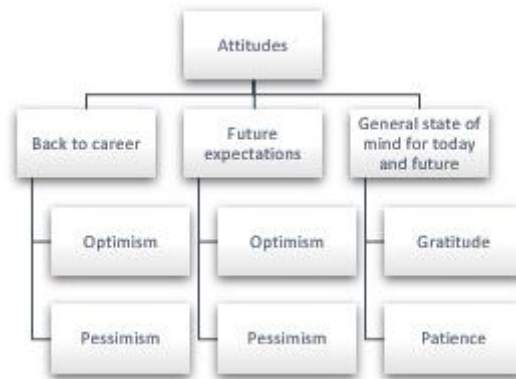 Attitudes
Back to career
Future
expectations
General state of
mind for today
and future
Optimism
Optimism
Gratitude
Pessimism
Pessimism
Patience